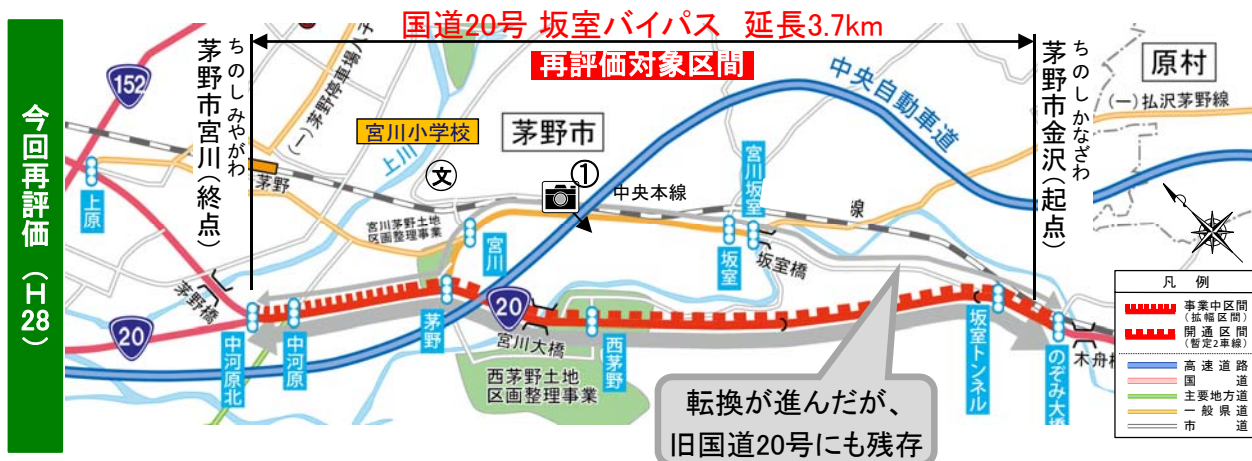 今回再評価（H28）
国道20号 坂室バイパス 延長3.7km
再評価対象区間
茅野市宮川（終点）
ちのしみやがわ
茅野市金沢（起点）
ちのしかなざわ
152
(一)茅野停車場八子
上川
宮川小学校
文
茅野市
①
中央自動車道
原村
(一)払沢茅野線
上原
茅野
宮川茅野土地
区画整理事業
宮川
中央本線
宮川坂室
坂室
坂室橋
線
茅野橋
20
中河原北
中河原
茅野
20
宮川大橋
西茅野
西茅野土地
区画整理事業
坂室トンネル
のぞみ大橋
木舟橋
転換が進んだが、
旧国道20号にも残存
凡例
事業中区間
（拡幅区間）
開通区間
（暫定2車線）
高速道路
国道
主要地方道
一般県道
市道